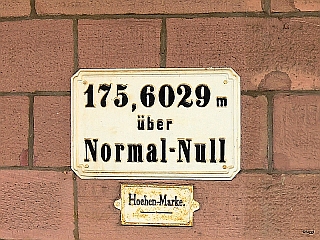 175,6029 m
über
Normal-Null
Hoehen-Marke.